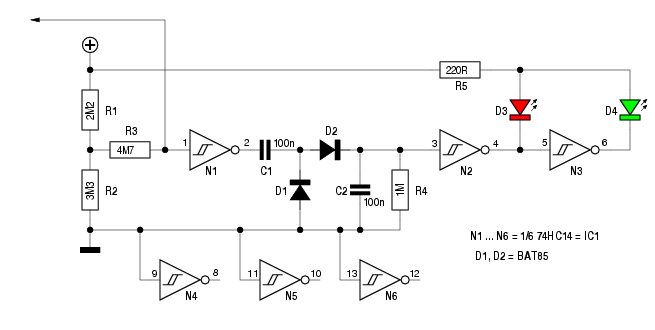 220R
R5
2M2
R1
R3
D3
D4
D2
4M7
1
2
100n
3
4
5
6
N1
C1
N2
N3
3M3
R2
D1
C2
1M
R4
100n
N1 ... N6 = 1/6 74HC14 = IC1
D1, D2 = BAT85
9
8
11
10
13
12
N4
N5
N6